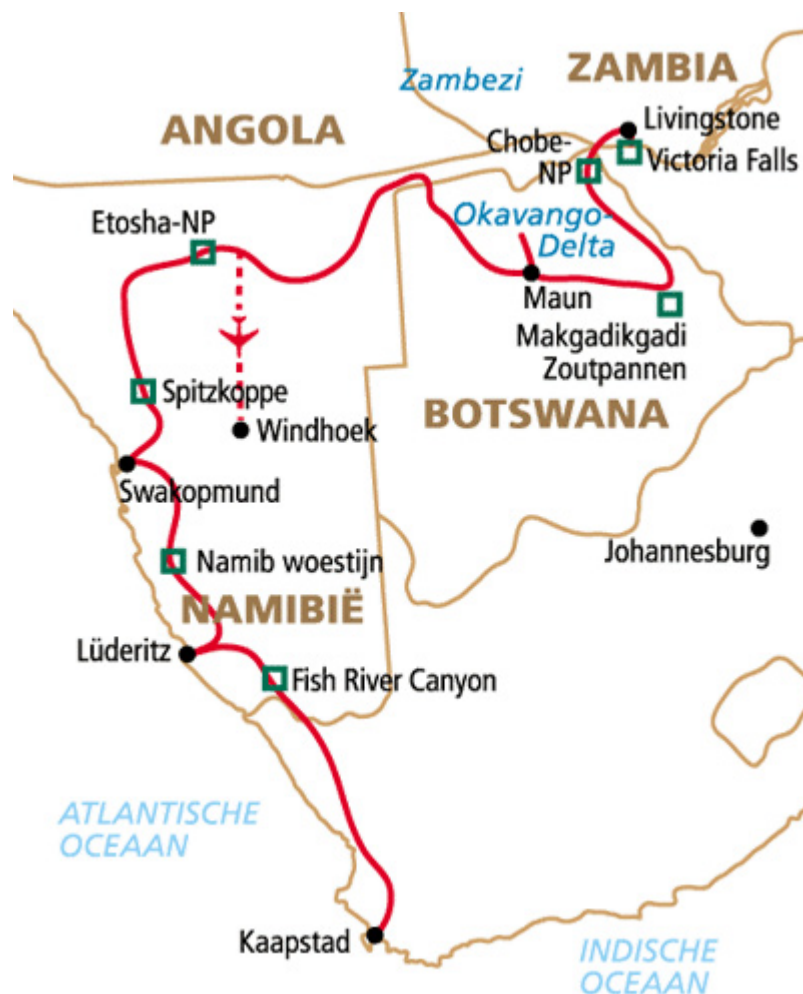 ZAMBIA
Zambezi
Livingstone
ANGOLA
Chobe-
NP
Victoria Falls
Etosha-NP
Okavango-
Delta
Maun
Makgadikgadi
Zoutpannen
Spitzkoppe
BOTSWANA
Windhoek
Swakopmund
Johannesburg
Namib woestijn
NAMIBIË
Lüderitz
Fish River Canyon
ATLANTISCHE
OCEAAN
Kaapstad
INDISCHE
OCEAAN